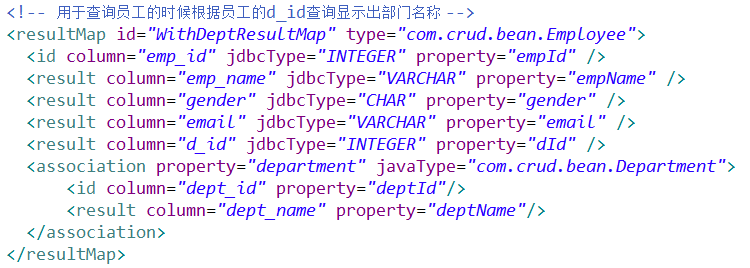 <!-- 用于查询员工的时候根据员工的d_id查询显示出部门名称 -->
<resultMap id="WithDeptResultMap" type="com.crud.bean.Employee">
  <id column="emp_id" jdbcType="INTEGER" property="empId" />
  <result column="emp_name" jdbcType="VARCHAR" property="empName" />
  <result column="gender" jdbcType="CHAR" property="gender" />
  <result column="email" jdbcType="VARCHAR" property="email" />
  <result column="d_id" jdbcType="INTEGER" property="dId" />
  <association property="department" javaType="com.crud.bean.Department">
      <id column="dept_id" property="deptId"/>
      <result column="dept_name" property="deptName"/>
  </association>
</resultMap>